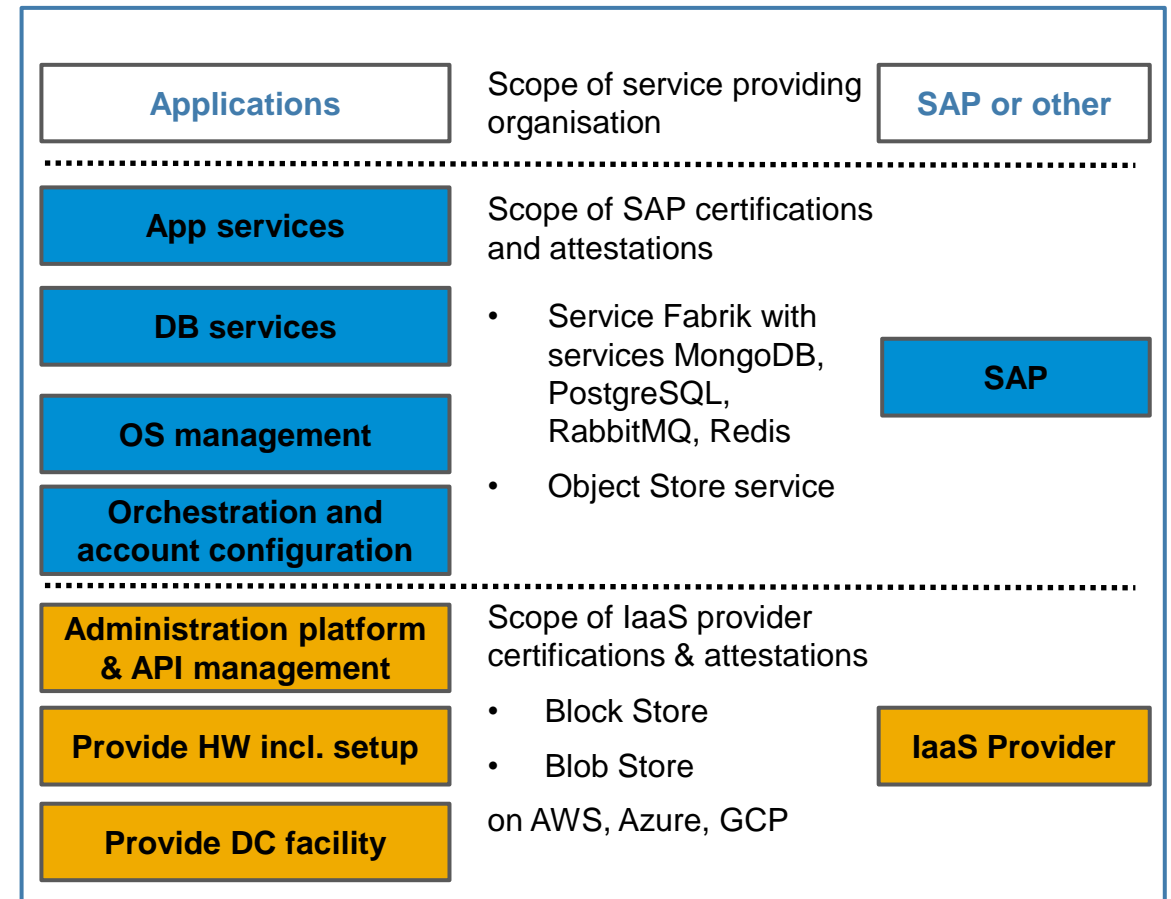 Applications
Scope of service providing
organisation
SAP or other
App services
Scope of SAP certifications
and attestations
DB services
• Service Fabrik with
services MongoDB,
PostgreSQL,
RabbitMQ, Redis
SAP
OS management
• Object Store service
Orchestration and
account configuration
Administration platform
& API management
Scope of IaaS provider
certifications & attestations
Provide HW incl. setup
• Block Store
• Blob Store
IaaS Provider
on AWS, Azure, GCP
Provide DC facility